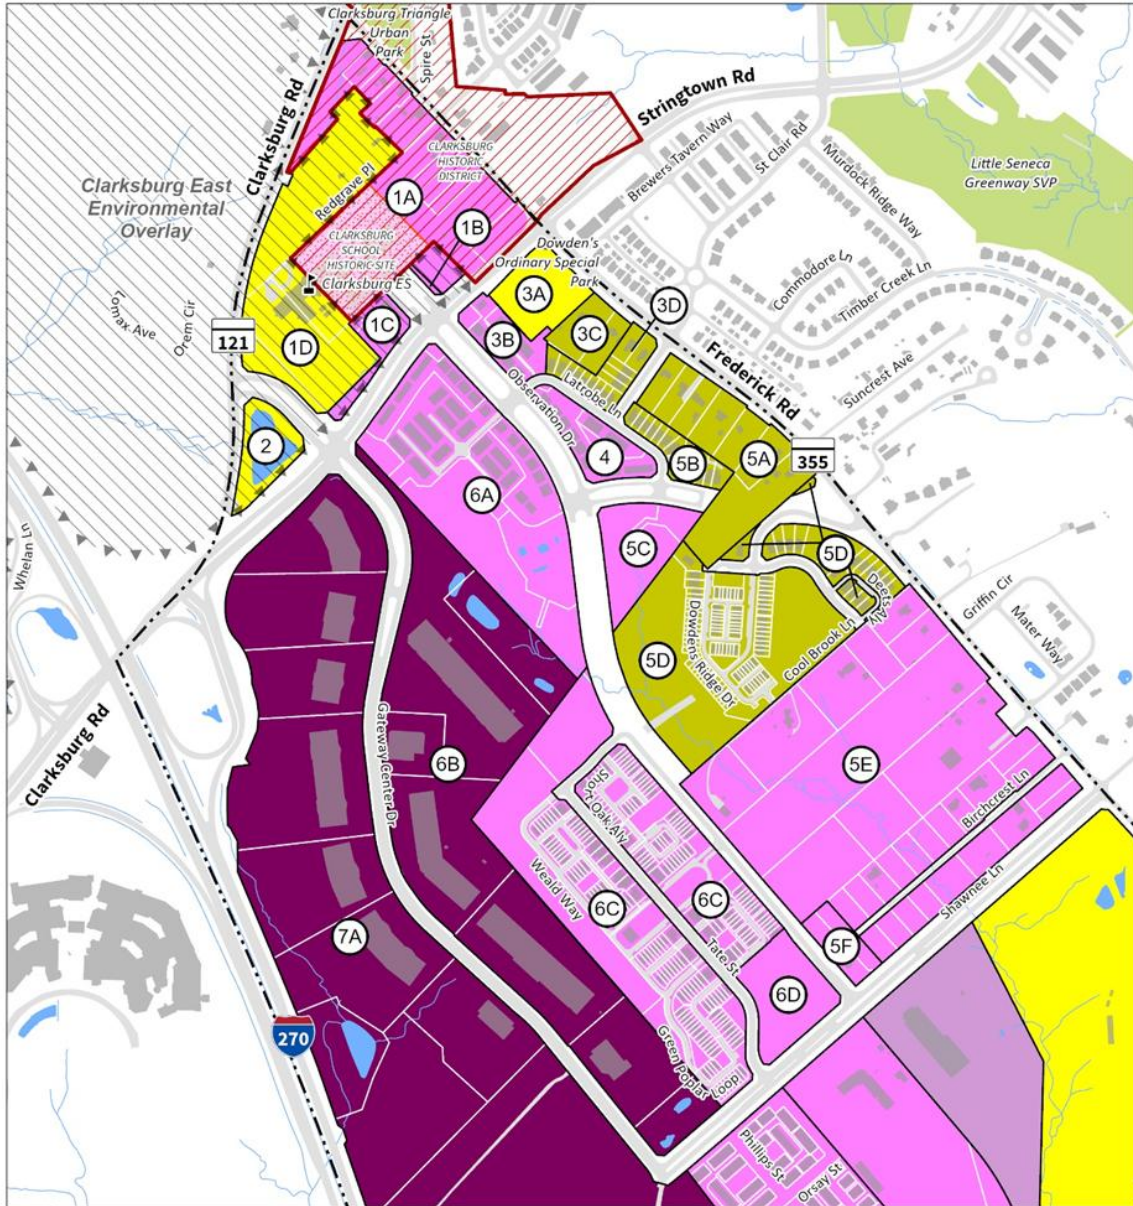 Clarksburg Triangle
Urban
Park
Spire St
Clarksburg Rd
Stringtown Rd
Brewers Tavern Way
St Clair Rd
Murdock Ridge Way
Little Seneca
Greenway SVP
CLARKSBURG
HISTORIC
DISTRICT
Clarksburg East
Environmental
Overlay
Redgrave Pl
1A
1B
CLARKSBURG
SCHOOL
HISTORIC SITE
Clarksburg ES
Dowden's
Ordinary Special
Park
Commodore Ln
Timber Creek Ln
3A
3D
Lomax Ave
Orem Cir
121
1D
1C
3B
3C
Frederick Rd
Suncrest Ave
Latrobe Ln
Observation Dr
2
4
5B
5A
355
6A
5C
5D
Whelan Ln
Deets Aly
Griffin Cir
Mater Way
Dowdens Ridge Dr
Cool Brook Ln
5D
Clarksburg Rd
Gateway Center Dr
6B
5E
Short Oak Aly
Birchcrest Ln
Weald Way
6C
6C
Shawnee Ln
7A
Tate St
5F
6D
270
Green Poplar
Loop
Phillips St
Orsay St